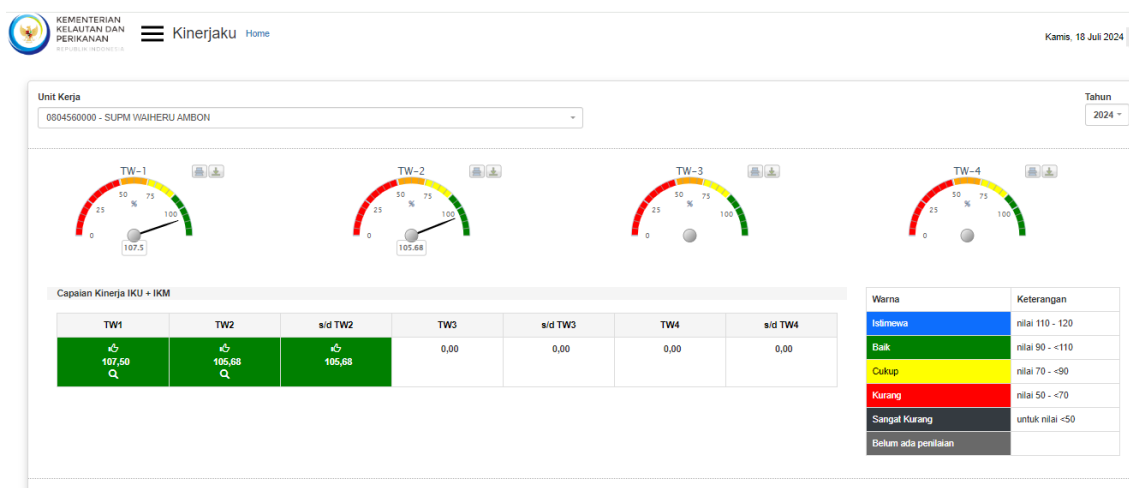 KEMENTERIAN
KELAUTAN DAN
PERIKANAN
REPUBLIK INDONESIA
Kinerjaku Home
Kamis, 18 Juli 2024
Unit Kerja
Tahun
0804560000 - SUPM WAIHERU AMBON
2024
TW-1
0 25 50 75 100
%
107.5
TW-2
0 25 50 75 100
%
105.68
TW-3
0 25 50 75 100
%
TW-4
0 25 50 75 100
%
Capaian Kinerja IKU + IKM
TW1 TW2 s/d TW2 TW3 s/d TW3 TW4 s/d TW4
107,50 105,68 105,68 0,00 0,00 0,00 0,00
Warna Keterangan
Istimewa nilai 110 - 120
Baik nilai 90 - <110
Cukup nilai 70 - <90
Kurang nilai 50 - <70
Sangat Kurang untuk nilai <50
Belum ada penilaian